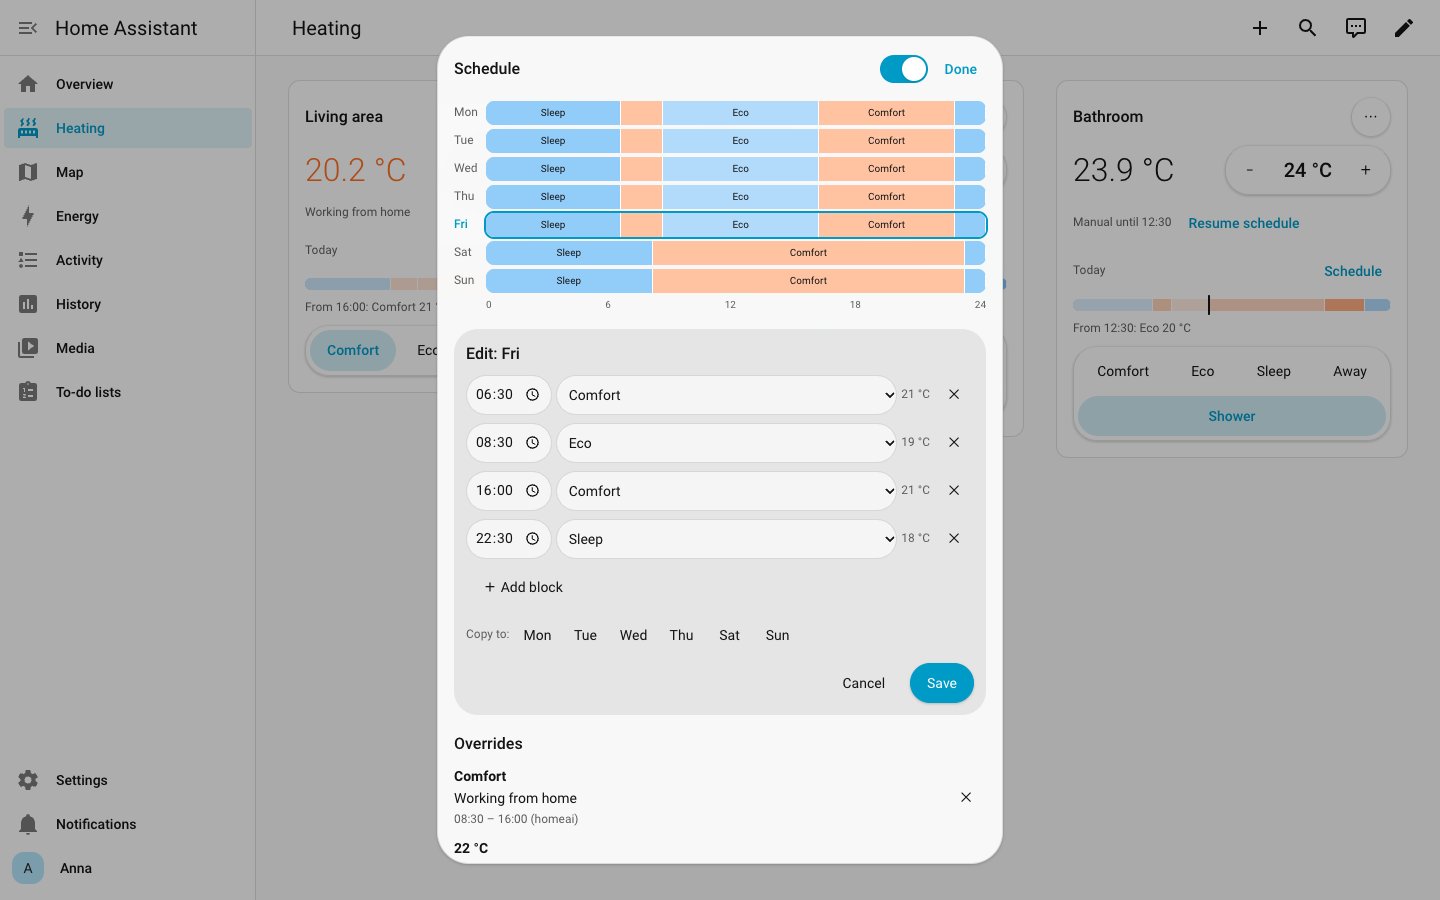 Home Assistant
Overview
Heating
Map
Energy
Activity
History
Media
To-do lists
Settings
Notifications
A
Anna
Heating
Living area
20.2 °C
Working from home
Today
From 16:00: Comfort 21
Comfort
Schedule
Done
Mon Sleep Eco Comfort
Tue Sleep Eco Comfort
Wed Sleep Eco Comfort
Thu Sleep Eco Comfort
Fri Sleep Eco Comfort
Sat Sleep Comfort
Sun Sleep Comfort
0 6 12 18 24
Edit: Fri
06:30 Comfort 21 °C
08:30 Eco 19 °C
16:00 Comfort 21 °C
22:30 Sleep 18 °C
+ Add block
Copy to: Mon Tue Wed Thu Sat Sun
Cancel Save
Overrides
Comfort
Working from home
08:30 – 16:00 (homeai)
22 °C
Bathroom
...
23.9 °C
- 24 °C +
Manual until 12:30 Resume schedule
Today Schedule
From 12:30: Eco 20 °C
Comfort Eco Sleep Away
Shower